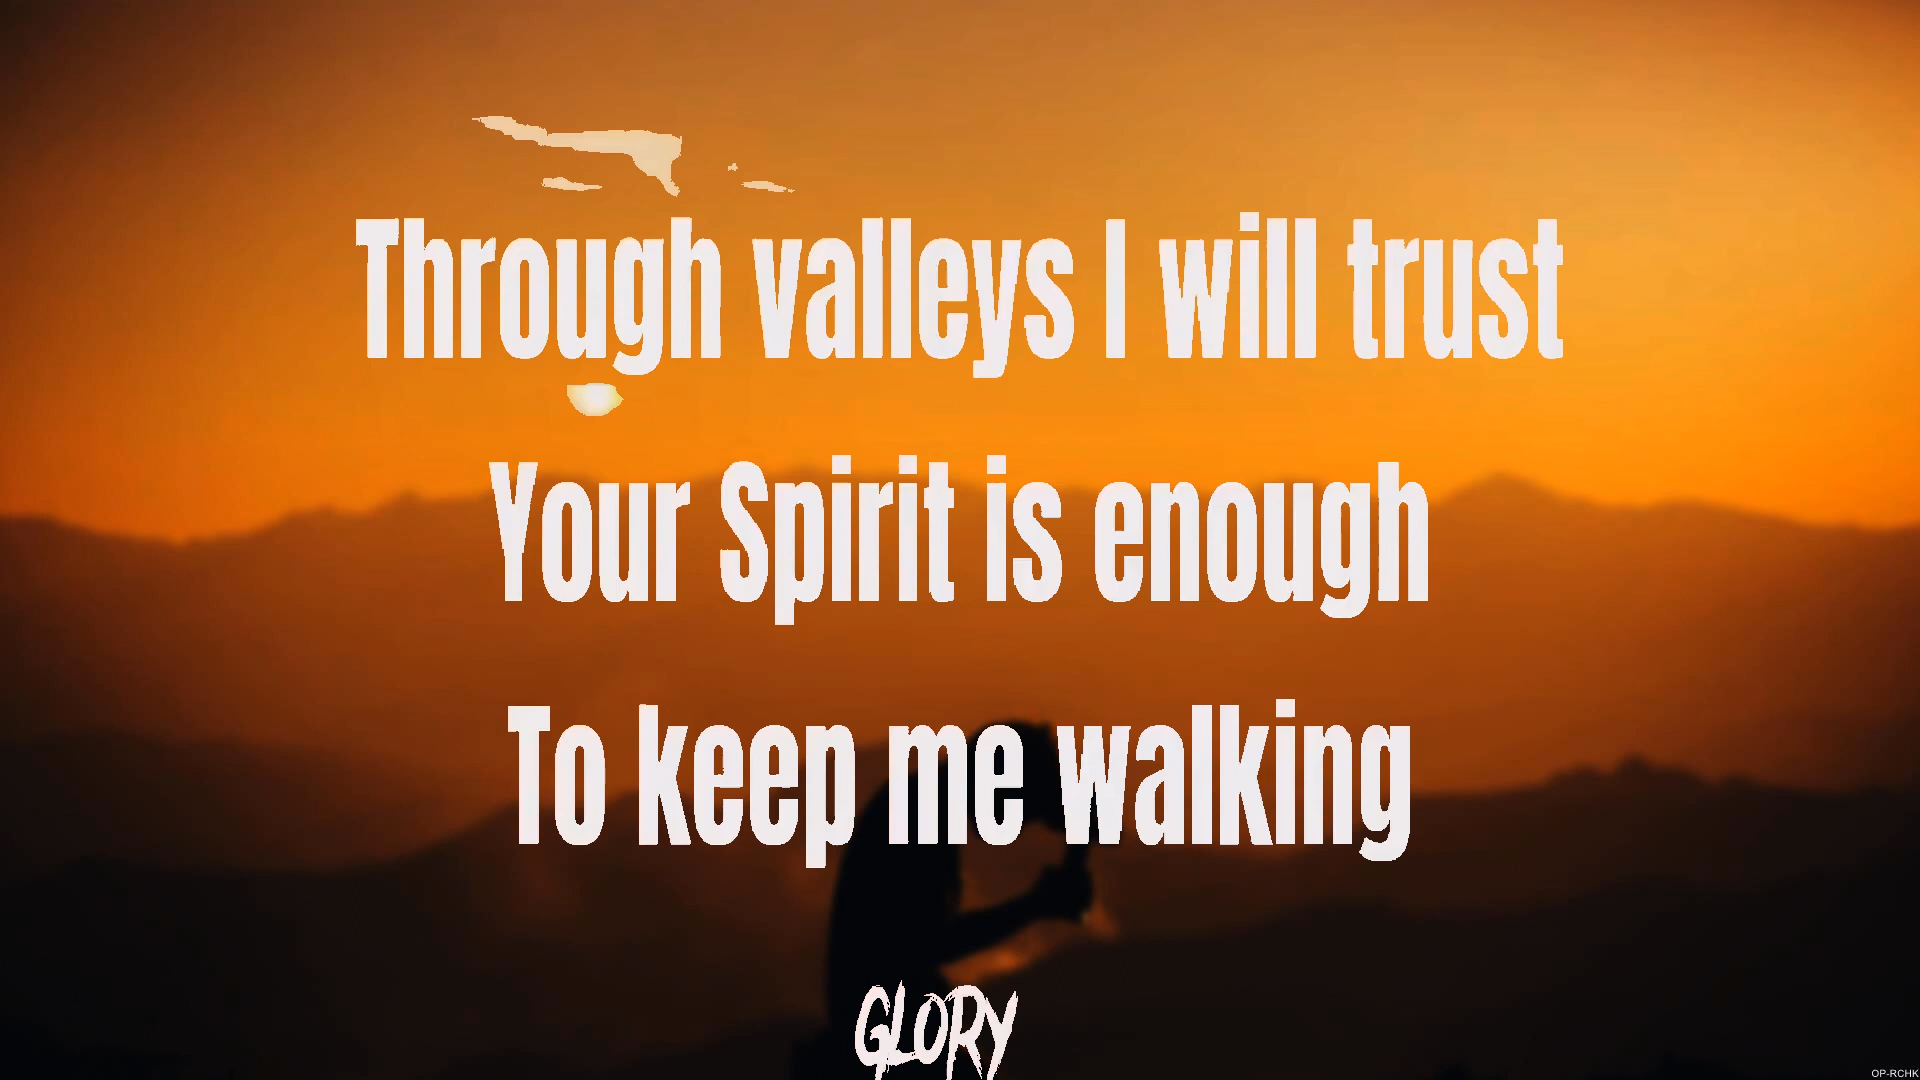 Through valleys I will trust
Your Spirit is enough
To keep me walking
GLORY
OP-RCHK